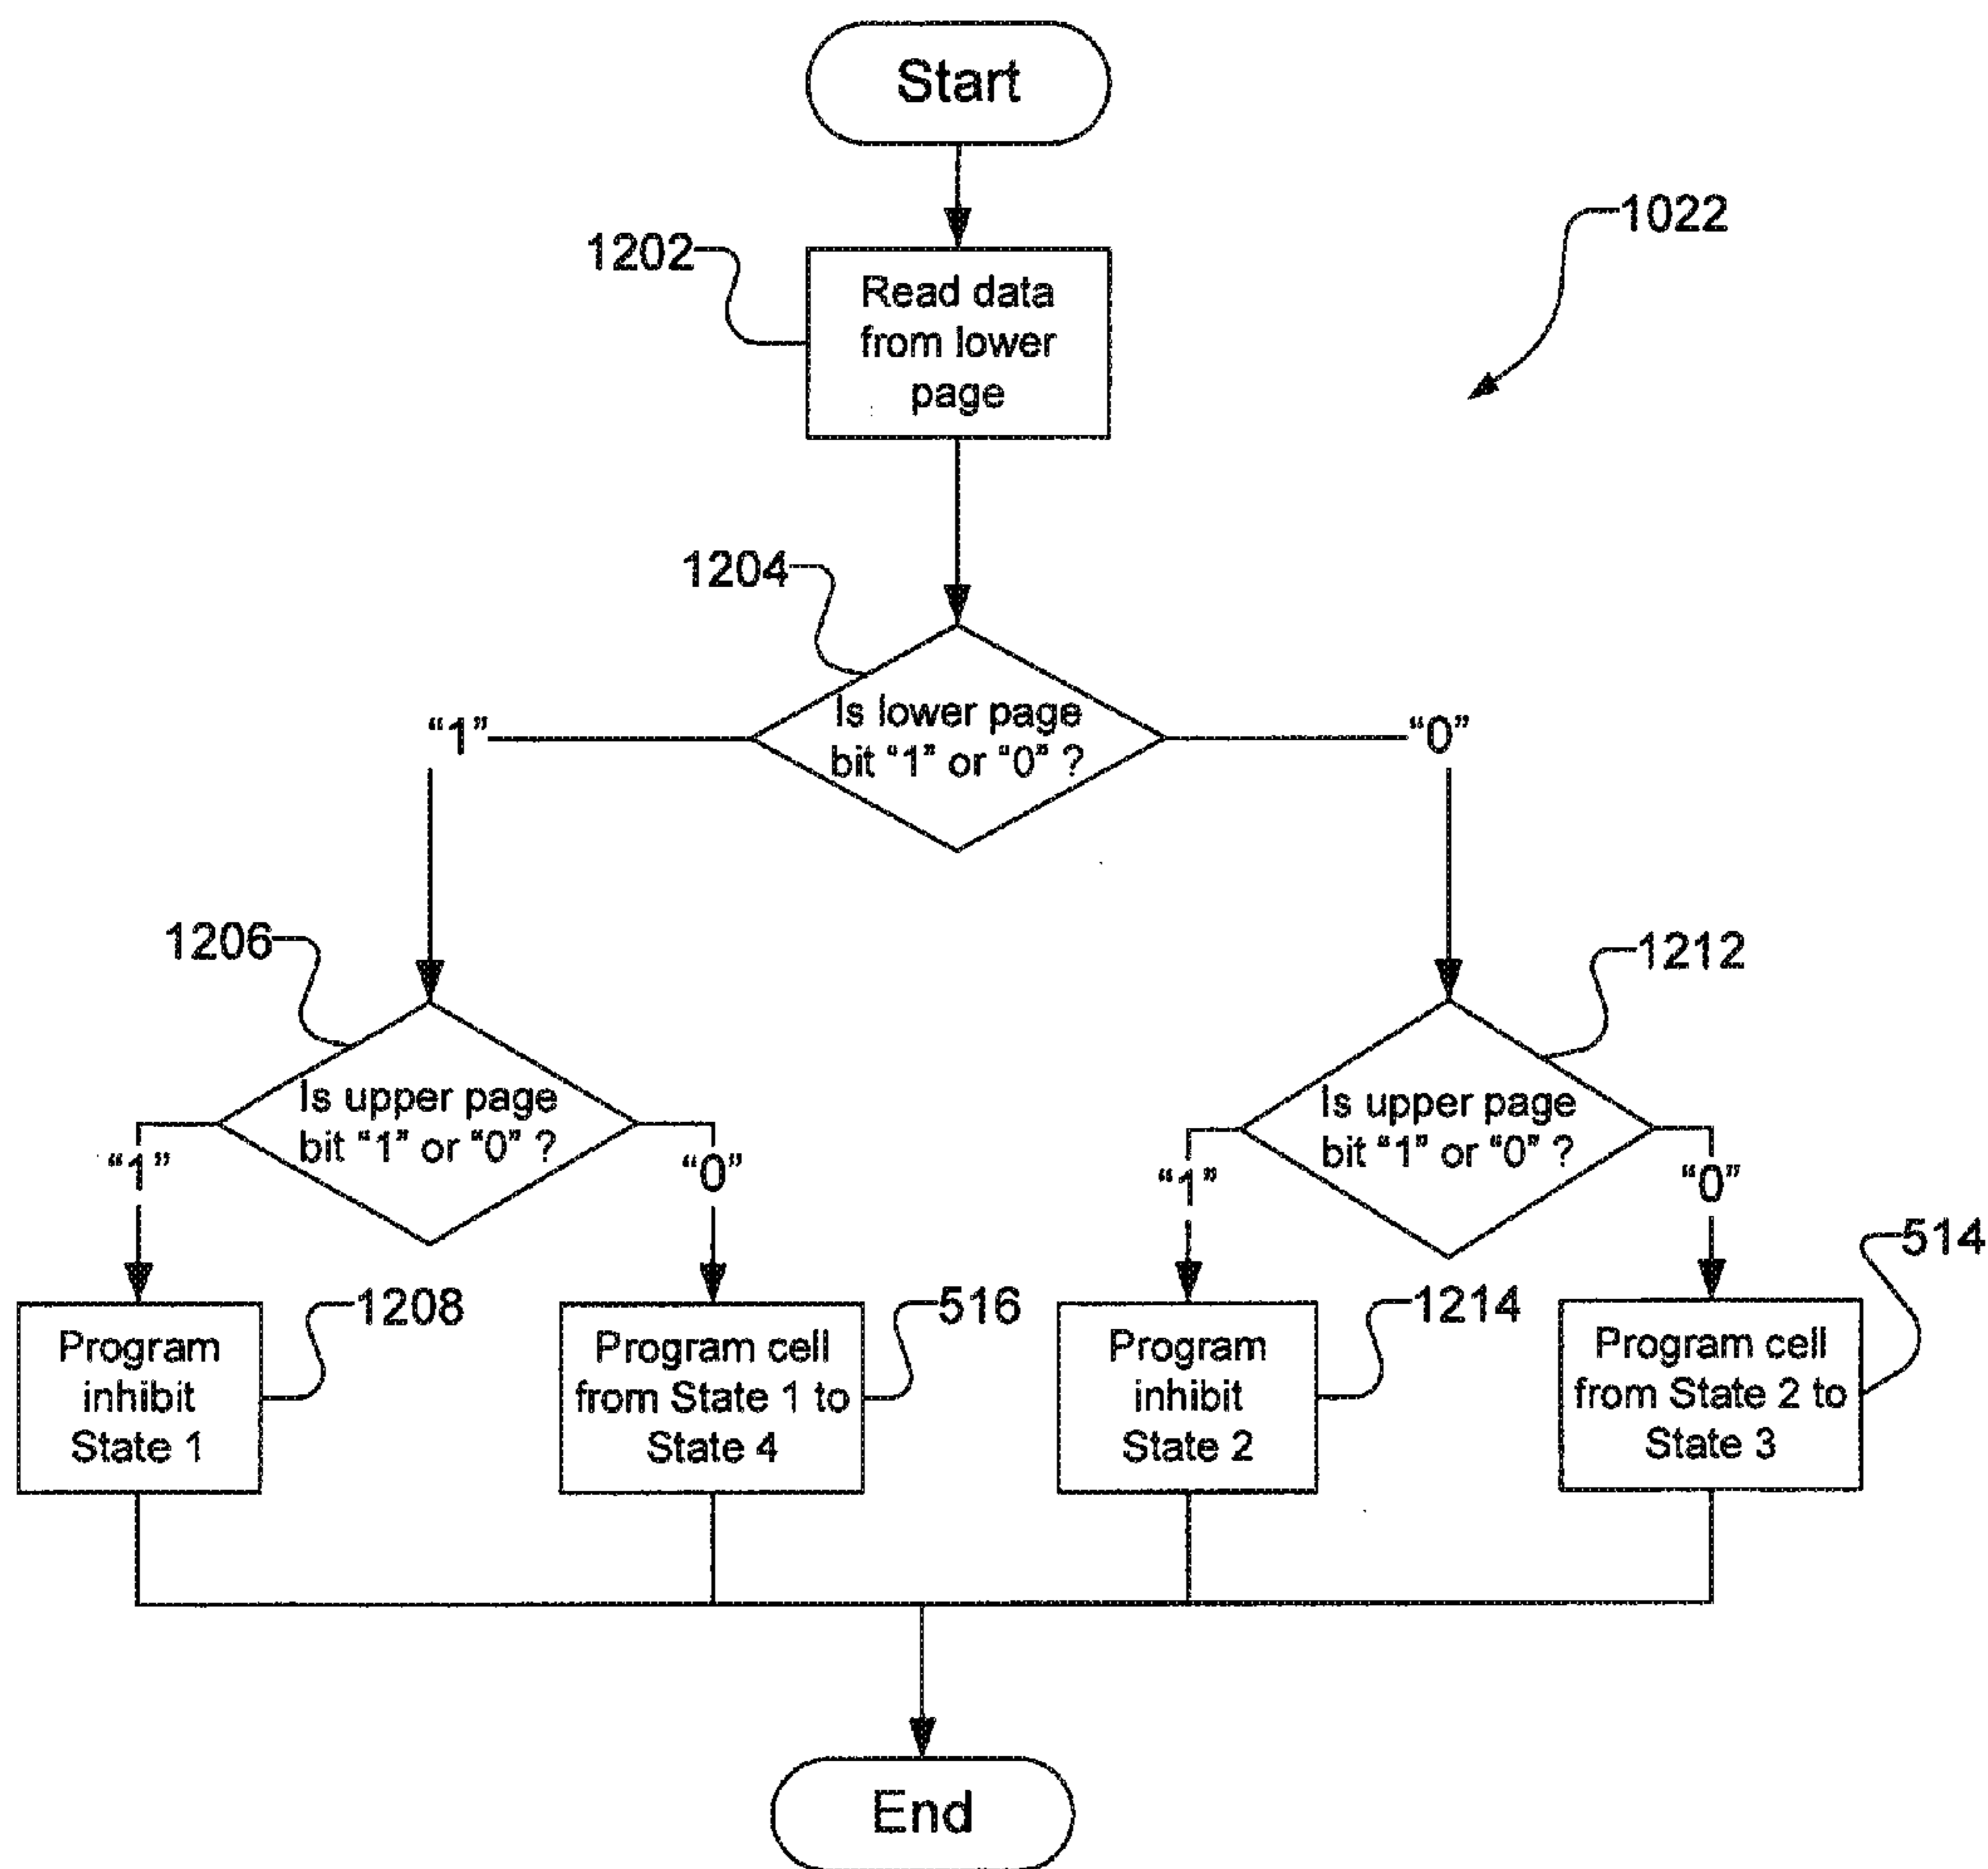 Start
1022
1202
Read data
from lower
page
1204
Is lower page
bit “1” or “0” ?
“1”
“0”
1206
1212
Is upper page
bit “1” or “0” ?
“1”
“0”
Is upper page
bit “1” or “0” ?
“1”
“0”
514
1208
Program
inhibit
State 1
516
Program cell
from State 1 to
State 4
1214
Program
inhibit
State 2
Program cell
from State 2 to
State 3
End